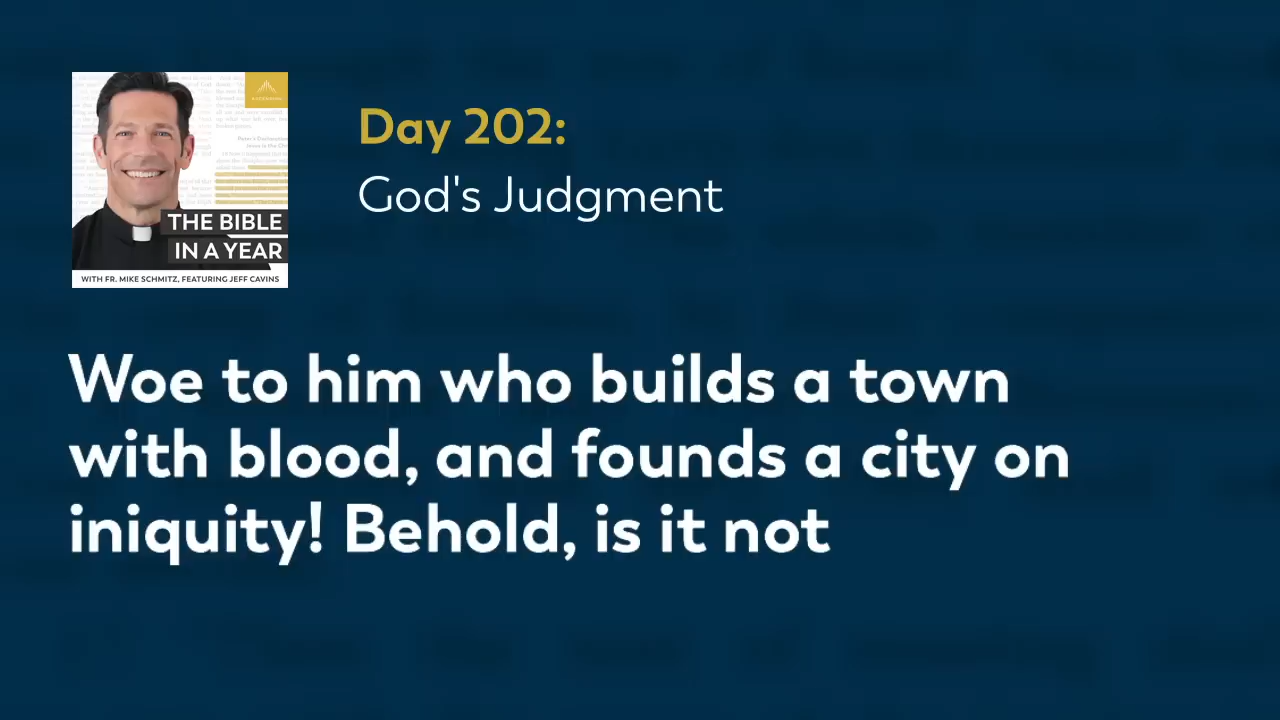 Day 202:
God's Judgment
THE BIBLE
IN A YEAR
WITH FR. MIKE SCHMITZ, FEATURING JEFF CAVINS
Woe to him who builds a town
with blood, and founds a city on
iniquity! Behold, is it not